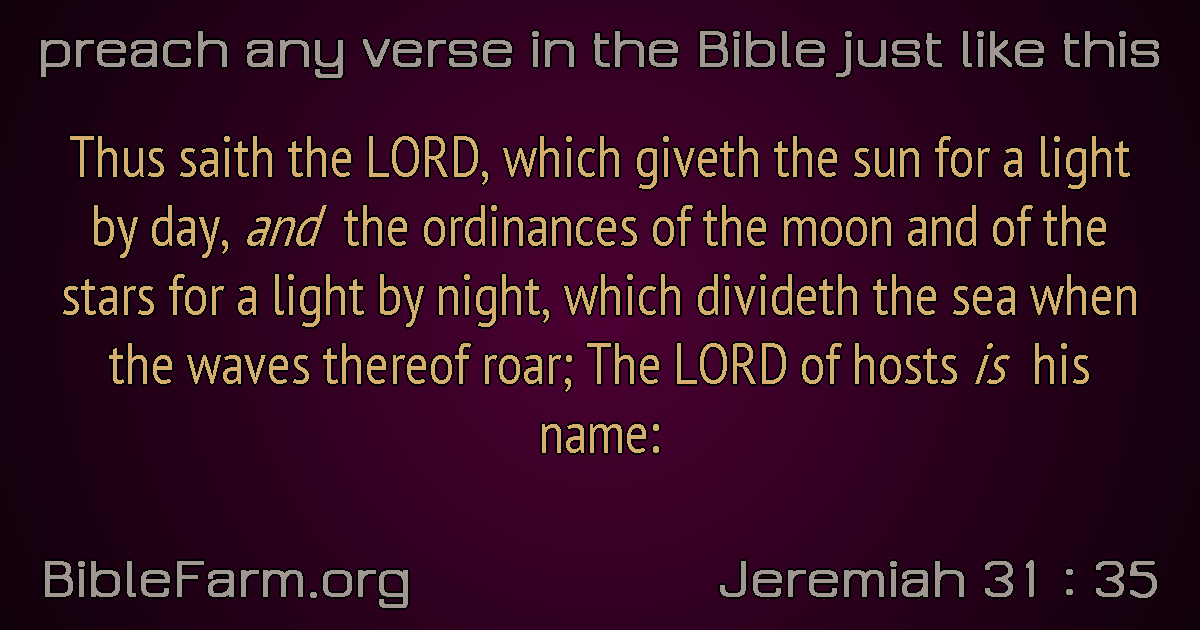 preach any verse in the Bible just like this
Thus saith the LORD, which giveth the sun for a light
by day, and the ordinances of the moon and of the
stars for a light by night, which divideth the sea when
the waves thereof roar; The LORD of hosts is his
name:
BibleFarm.org
Jeremiah 31 : 35